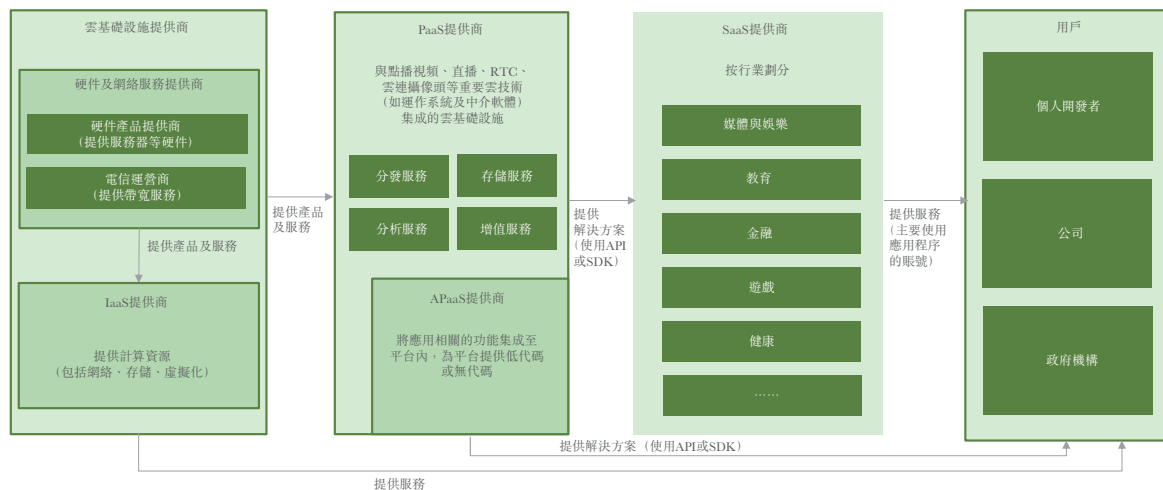 雲基礎設施提供商
硬件及網絡服務提供商
硬件產品提供商
(提供服務器等硬件)
電信運營商
(提供帶寬服務)
提供產品及服務
IaaS提供商
提供計算資源
(包括網絡、存儲、虛擬化)
提供產品
及服務
PaaS提供商
與點播視頻、直播、RTC、
雲連攝像頭等重要雲技術
(如運作系統及中介軟體)
集成的雲基礎設施
分發服務
存儲服務
分析服務
增值服務
APaaS提供商
將應用相關的功能集成至
平台內，為平台提供低代碼
或無代碼
提供
解決方案
(使用API
或SDK)
SaaS提供商
按行業劃分
媒體與娛樂
教育
金融
遊戲
健康
……
提供服務
(主要使用
應用程序
的賬號)
用戶
個人開發者
公司
政府機構
提供解決方案（使用API或SDK）
提供服務